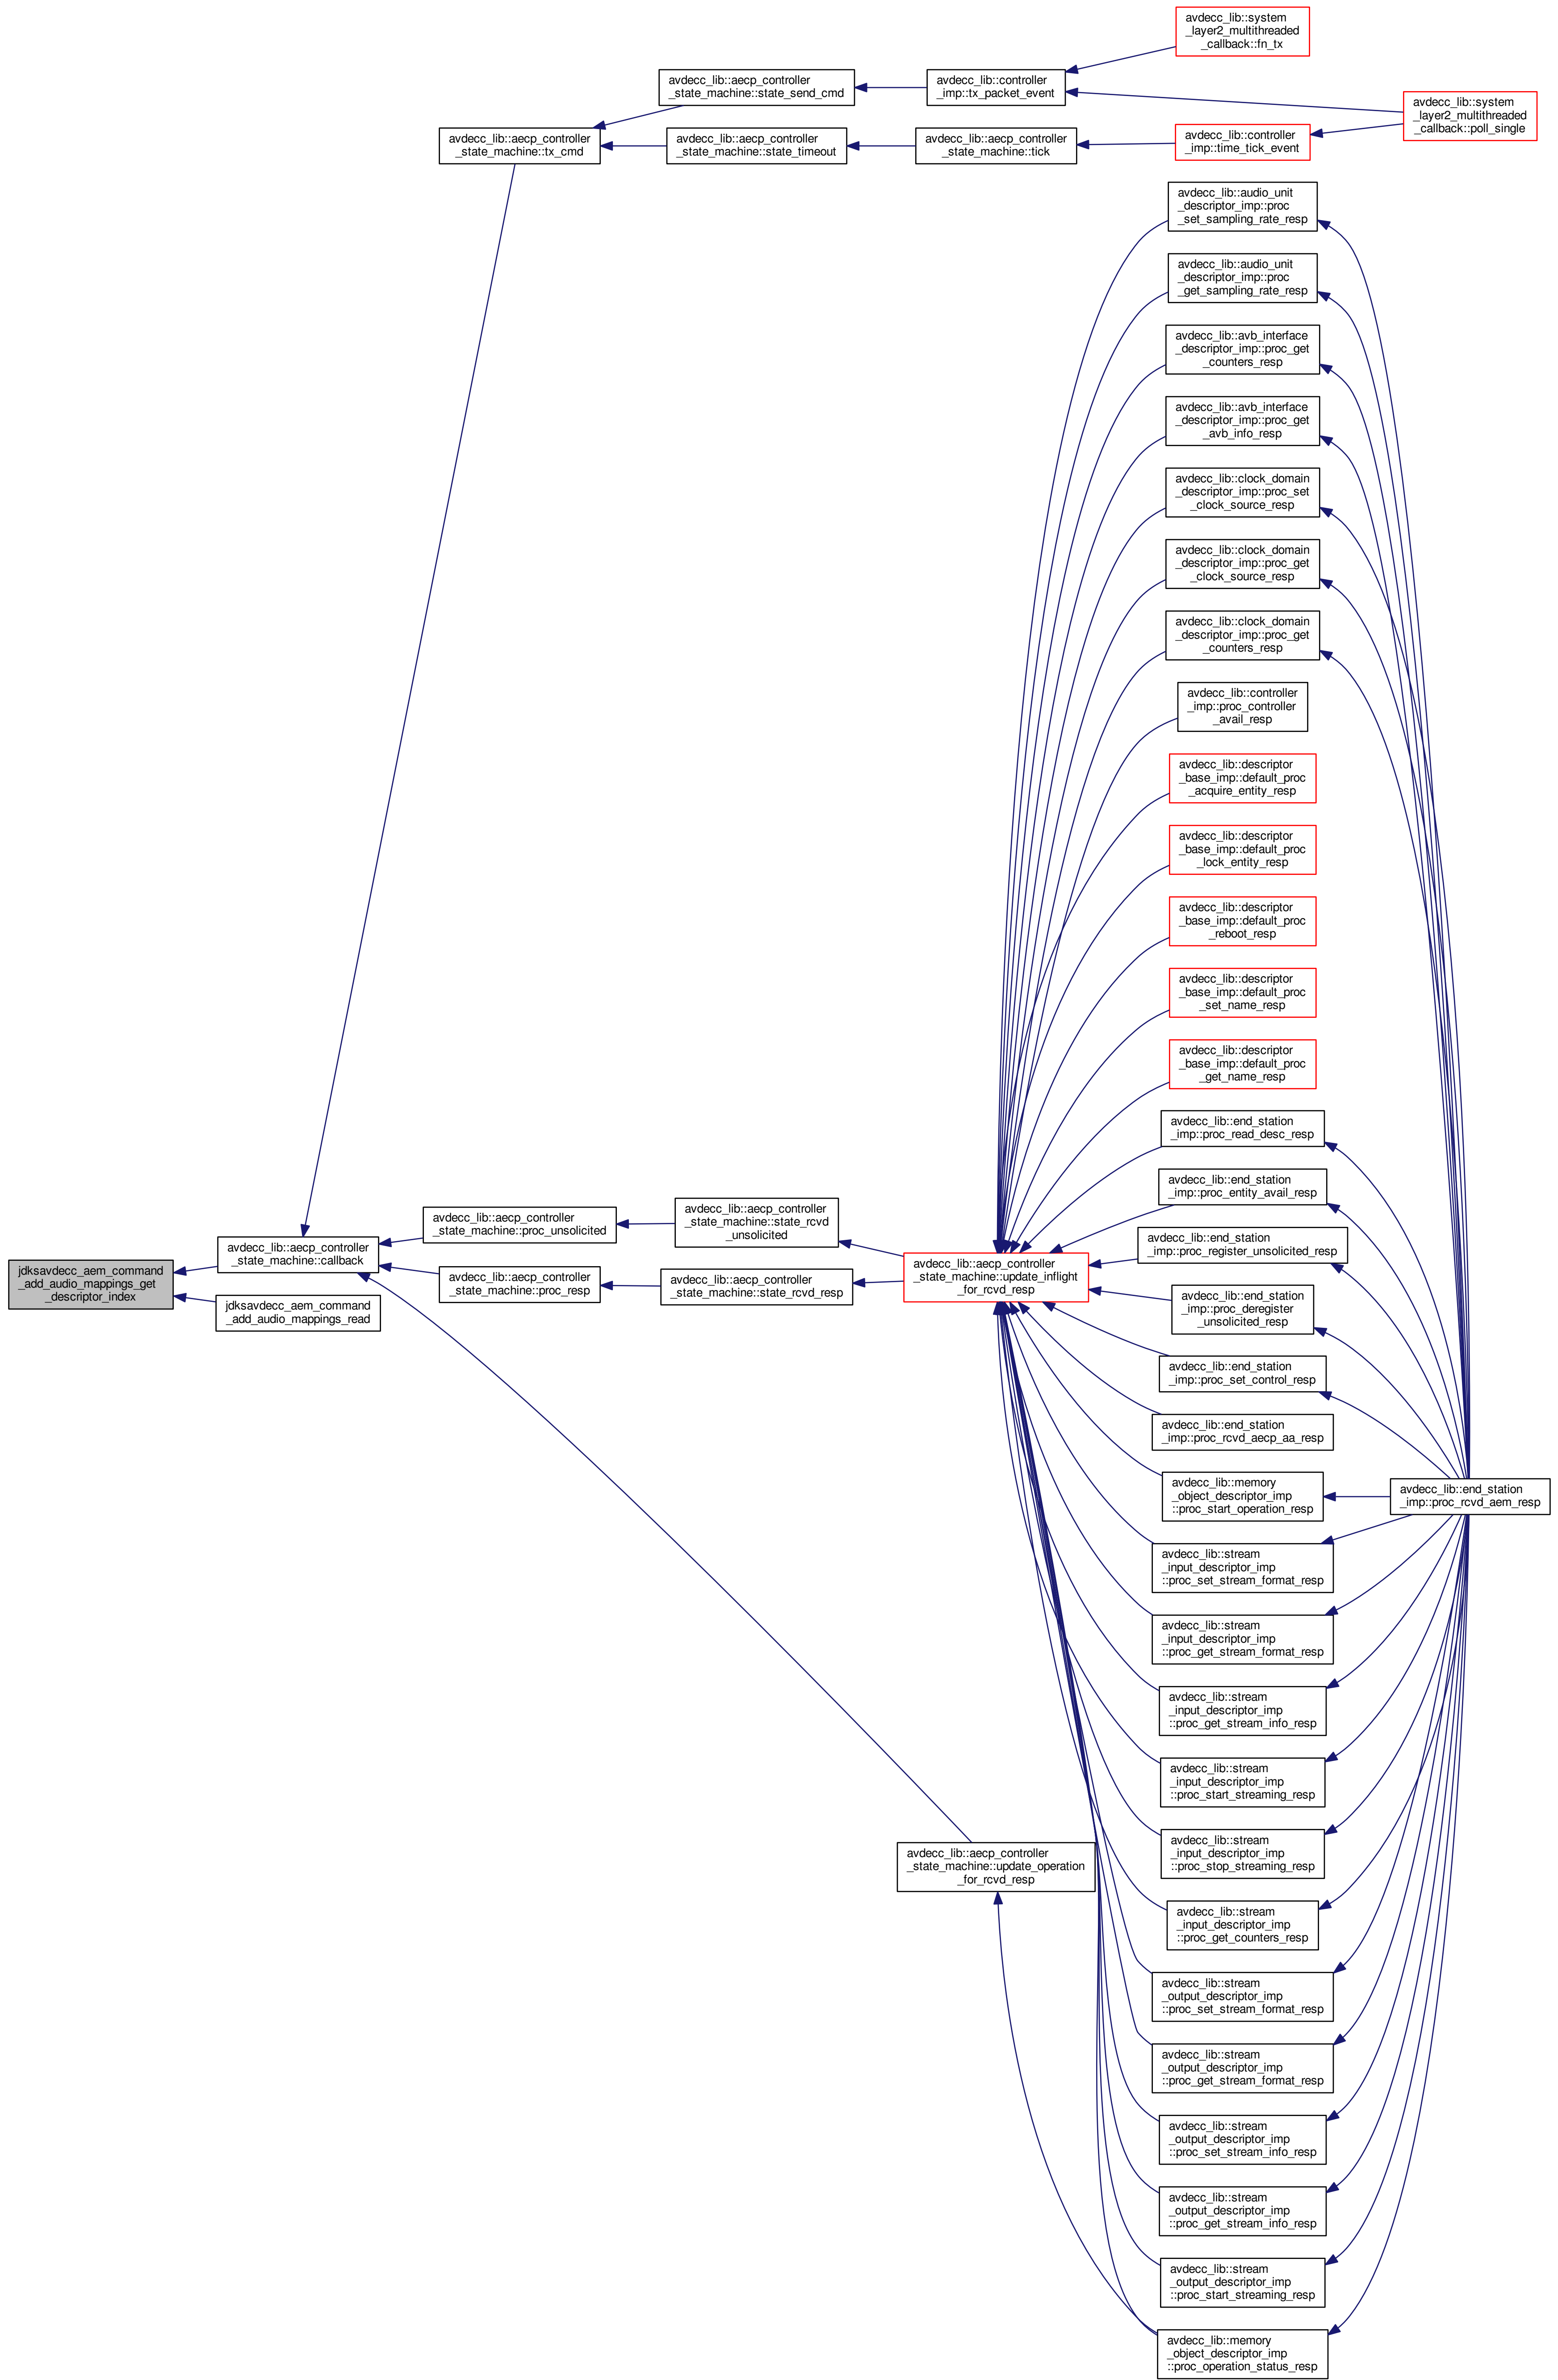 avdecc_lib::system
_layer2_multithreaded
_callback::fn_tx
avdecc_lib::aecp_controller
_state_machine::state_send_cmd
avdecc_lib::controller
_imp::tx_packet_event
avdecc_lib::system
_layer2_multithreaded
_callback::poll_single
avdecc_lib::aecp_controller
_state_machine::tx_cmd
avdecc_lib::aecp_controller
_state_machine::state_timeout
avdecc_lib::aecp_controller
_state_machine::tick
avdecc_lib::controller
_imp::time_tick_event
avdecc_lib::audio_unit
_descriptor_imp::proc
_set_sampling_rate_resp
avdecc_lib::audio_unit
_descriptor_imp::proc
_get_sampling_rate_resp
avdecc_lib::avb_interface
_descriptor_imp::proc_get
_counters_resp
avdecc_lib::avb_interface
_descriptor_imp::proc_get
_avb_info_resp
avdecc_lib::clock_domain
_descriptor_imp::proc_set
_clock_source_resp
avdecc_lib::clock_domain
_descriptor_imp::proc_get
_clock_source_resp
avdecc_lib::clock_domain
_descriptor_imp::proc_get
_counters_resp
avdecc_lib::controller
_imp::proc_controller
_avail_resp
avdecc_lib::descriptor
_base_imp::default_proc
_acquire_entity_resp
avdecc_lib::descriptor
_base_imp::default_proc
_lock_entity_resp
avdecc_lib::descriptor
_base_imp::default_proc
_reboot_resp
avdecc_lib::descriptor
_base_imp::default_proc
_set_name_resp
avdecc_lib::descriptor
_base_imp::default_proc
_get_name_resp
avdecc_lib::end_station
_imp::proc_read_desc_resp
avdecc_lib::end_station
_imp::proc_entity_avail_resp
avdecc_lib::aecp_controller
_state_machine::proc_unsolicited
avdecc_lib::aecp_controller
_state_machine::state_rcvd
_unsolicited
avdecc_lib::end_station
_imp::proc_register_unsolicited_resp
jdksavdecc_aem_command
_add_audio_mappings_get
_descriptor_index
avdecc_lib::aecp_controller
_state_machine::callback
avdecc_lib::aecp_controller
_state_machine::proc_resp
avdecc_lib::aecp_controller
_state_machine::state_rcvd_resp
avdecc_lib::aecp_controller
_state_machine::update_inflight
_for_rcvd_resp
jdksavdecc_aem_command
_add_audio_mappings_read
avdecc_lib::end_station
_imp::proc_deregister
_unsolicited_resp
avdecc_lib::end_station
_imp::proc_set_control_resp
avdecc_lib::end_station
_imp::proc_rcvd_aecp_aa_resp
avdecc_lib::memory
_object_descriptor_imp
::proc_start_operation_resp
avdecc_lib::end_station
_imp::proc_rcvd_aem_resp
avdecc_lib::stream
_input_descriptor_imp
::proc_set_stream_format_resp
avdecc_lib::stream
_input_descriptor_imp
::proc_get_stream_format_resp
avdecc_lib::stream
_input_descriptor_imp
::proc_get_stream_info_resp
avdecc_lib::stream
_input_descriptor_imp
::proc_start_streaming_resp
avdecc_lib::stream
_input_descriptor_imp
::proc_stop_streaming_resp
avdecc_lib::aecp_controller
_state_machine::update_operation
_for_rcvd_resp
avdecc_lib::stream
_input_descriptor_imp
::proc_get_counters_resp
avdecc_lib::stream
_output_descriptor_imp
::proc_set_stream_format_resp
avdecc_lib::stream
_output_descriptor_imp
::proc_get_stream_format_resp
avdecc_lib::stream
_output_descriptor_imp
::proc_set_stream_info_resp
avdecc_lib::stream
_output_descriptor_imp
::proc_get_stream_info_resp
avdecc_lib::stream
_output_descriptor_imp
::proc_start_streaming_resp
avdecc_lib::memory
_object_descriptor_imp
::proc_operation_status_resp